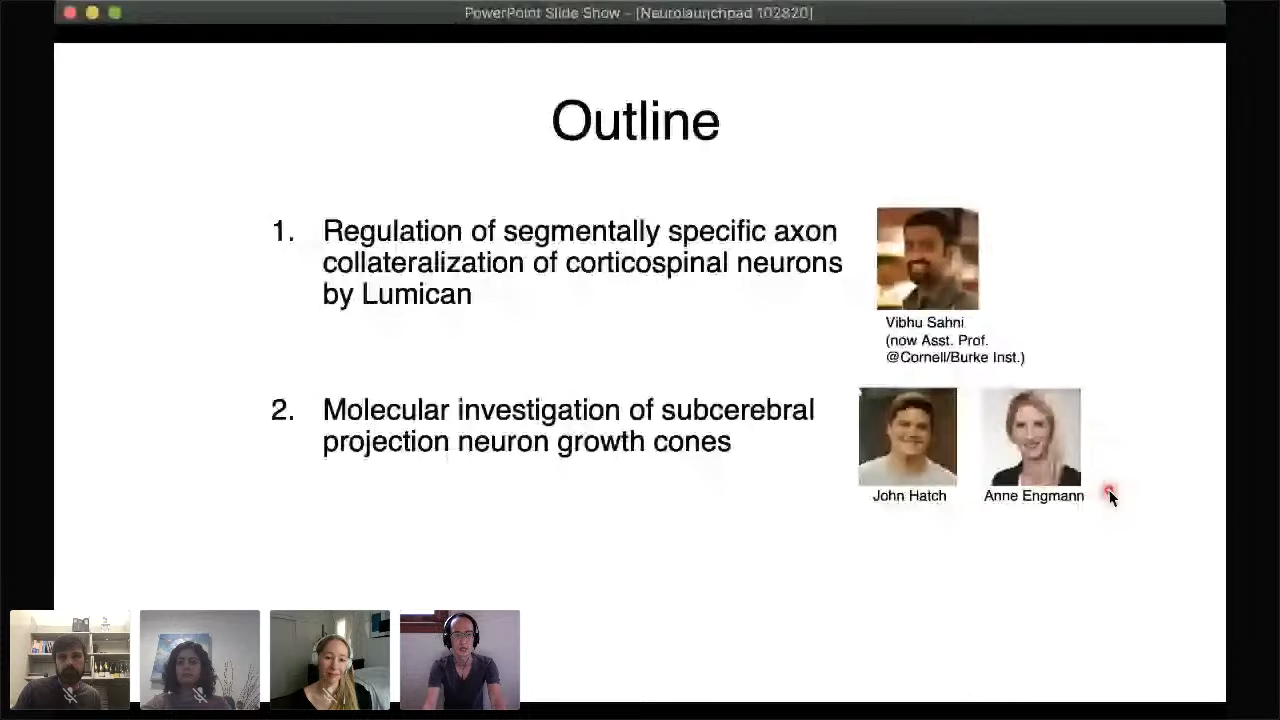 PowerPoint Slide Show - [Neurolaunchpad 102820]
Outline
1. Regulation of segmentally specific axon
collateralization of corticospinal neurons
by Lumican
Vibhu Sahni
(now Asst. Prof.
@Cornell/Burke Inst.)
2. Molecular investigation of subcerebral
projection neuron growth cones
John Hatch
Anne Engmann